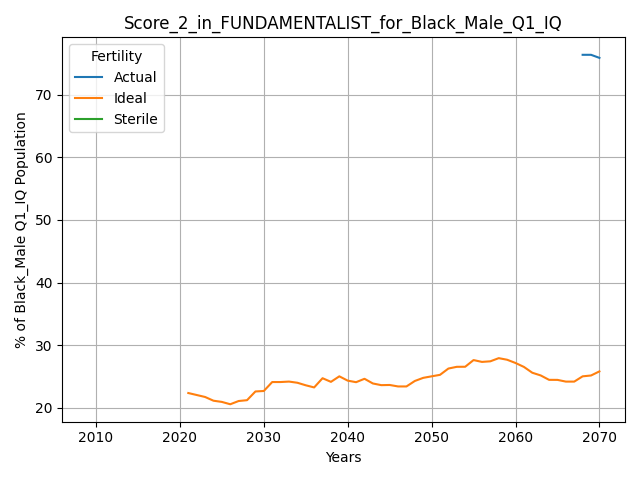 Score_2_in_FUNDAMENTALIST_for_Black_Male_Q1_IQ
Fertility
Actual
Ideal
Sterile
% of Black_Male Q1_IQ Population
70
60
50
40
30
20
2010 2020 2030 2040 2050 2060 2070
Years